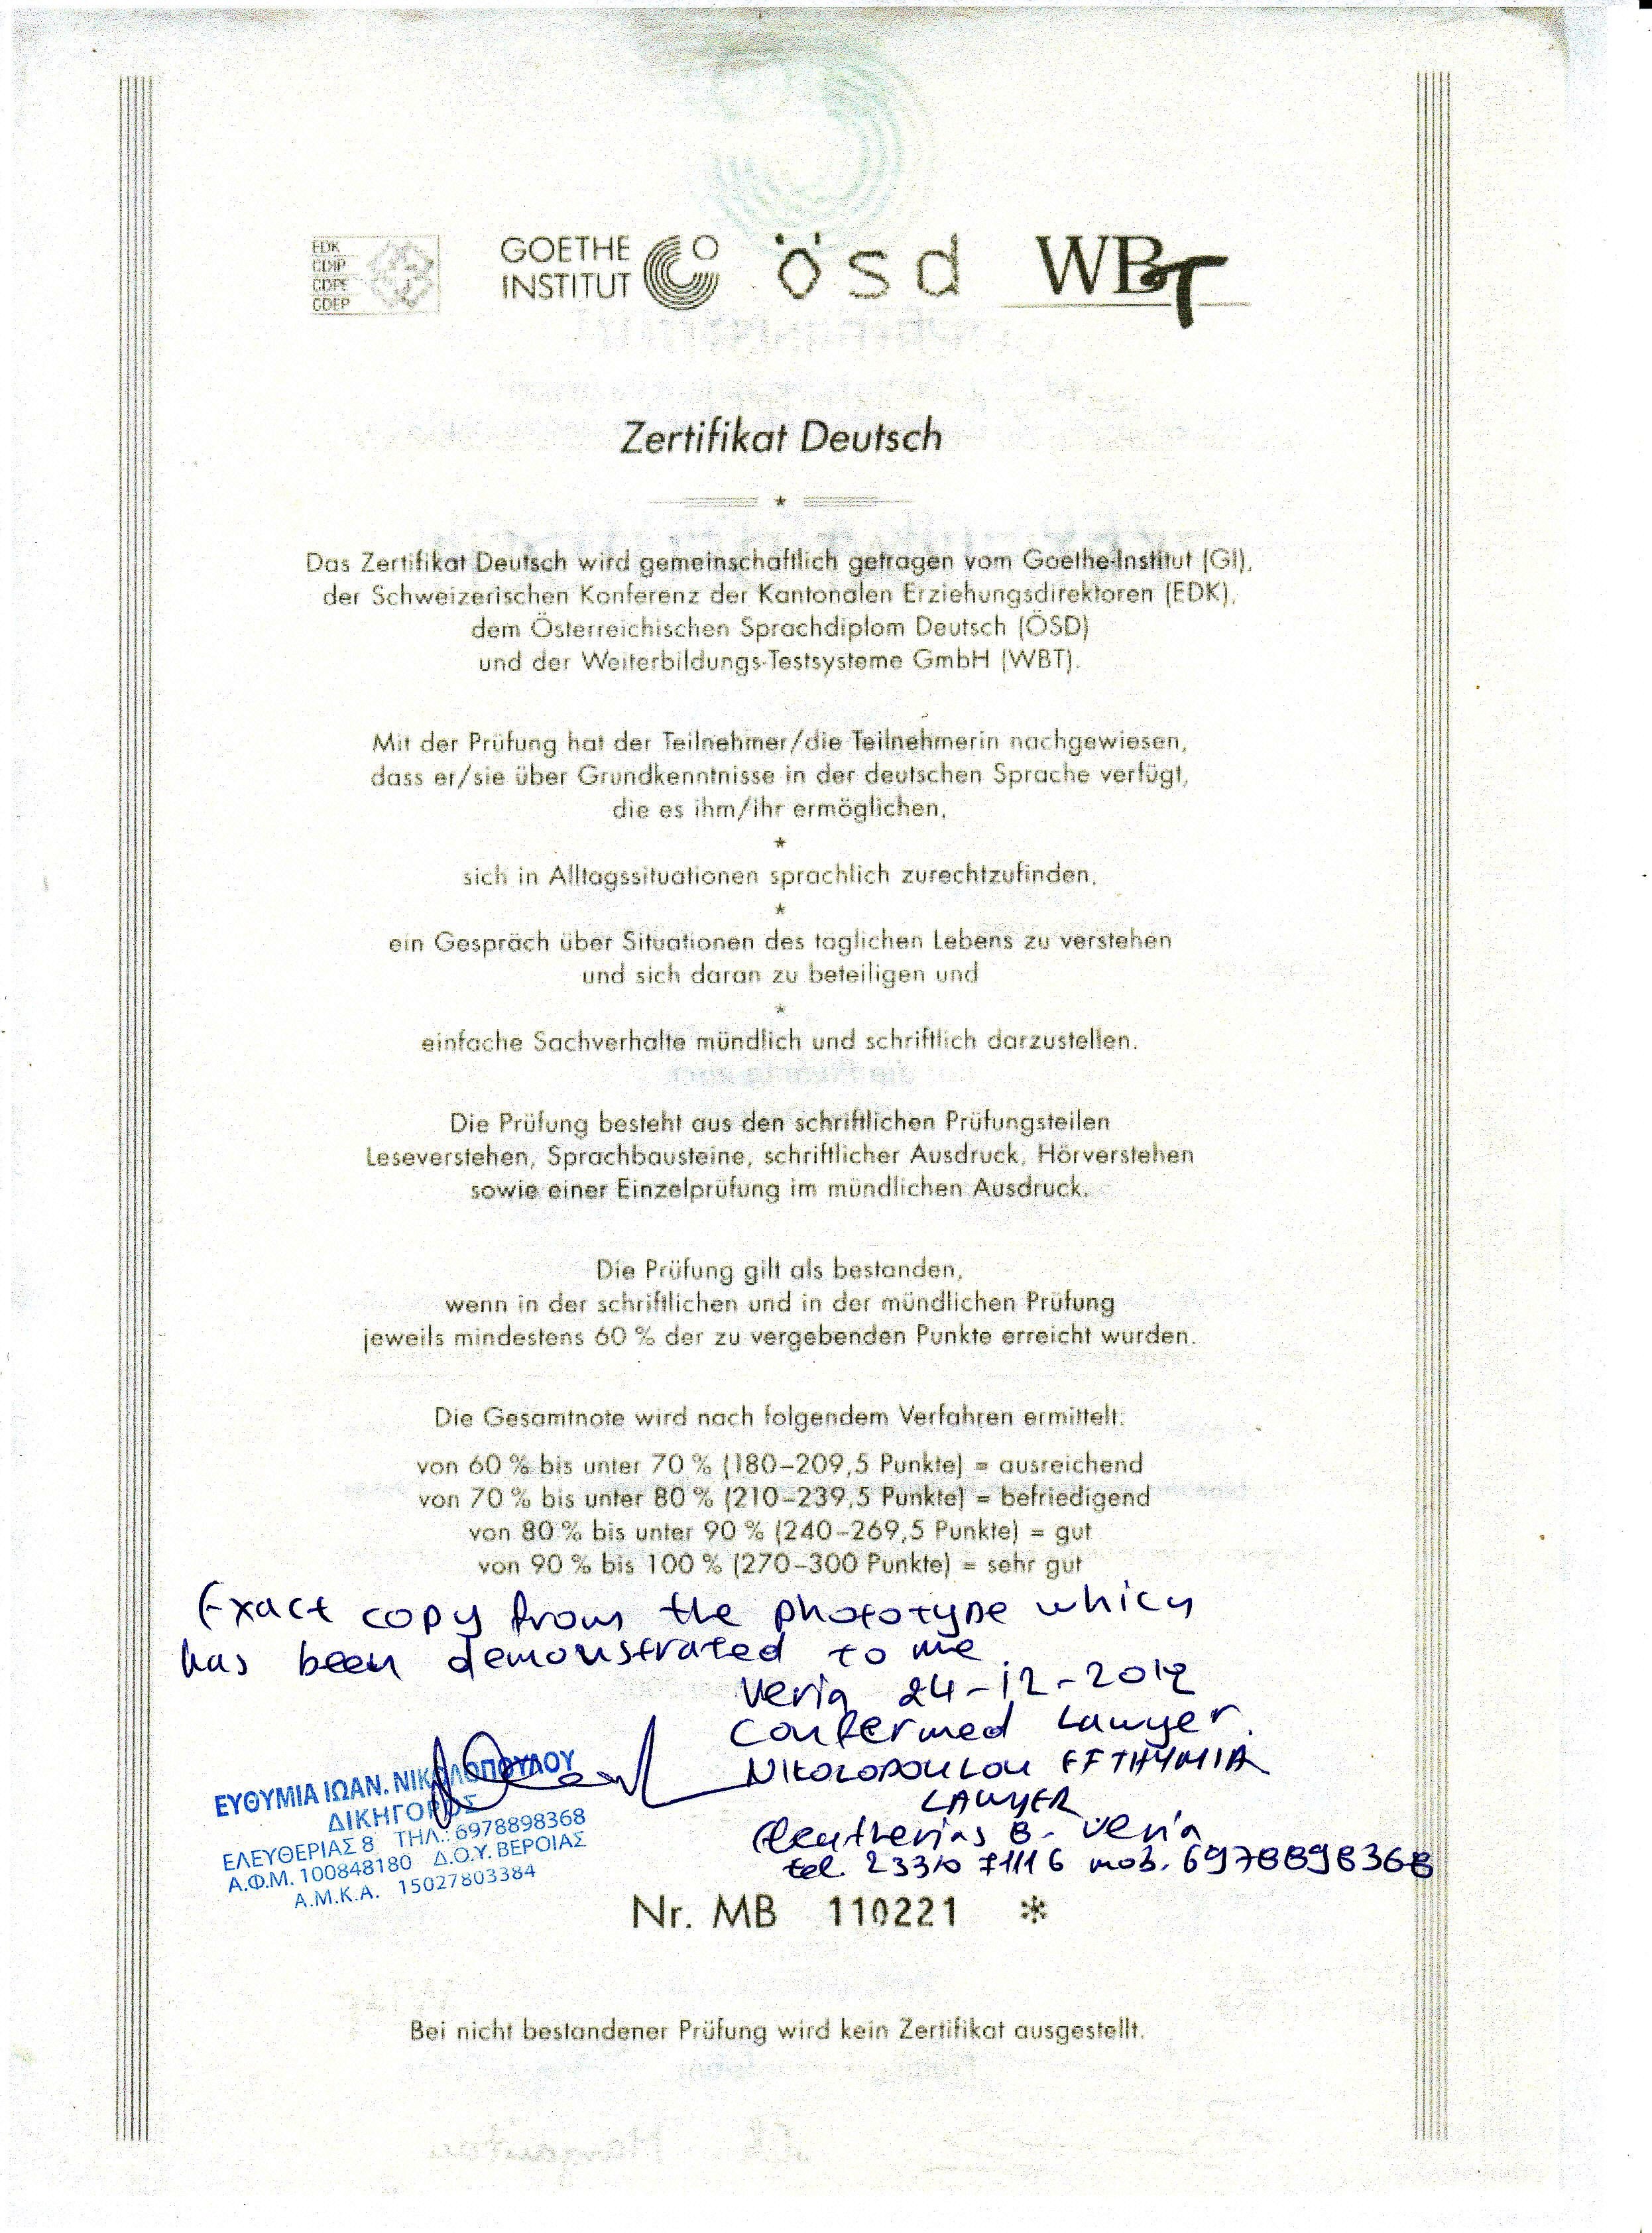 EDK
CDIP
CDPE
CDEP
GOETHE
INSTITUT
ösd
WBT
Zertifikat Deutsch
Das Zertifikat Deutsch wird gemeinschaftlich getragen vom Goethe-Institut (GI),
der Schweizerischen Konferenz der Kantonalen Erziehungsdirektoren (EDK),
dem Österreichischen Sprachdiplom Deutsch (ÖSD)
und der Weiterbildungs-Testsysteme GmbH (WBT).
Mit der Prüfung hat der Teilnehmer/die Teilnehmerin nachgewiesen,
dass er/sie über Grundkenntnisse in der deutschen Sprache verfügt,
die es ihm/ihr ermöglichen,
*
sich in Alltagssituationen sprachlich zurechtzufinden,
*
ein Gespräch über Situationen des täglichen Lebens zu verstehen
und sich daran zu beteiligen und
*
einfache Sachverhalte mündlich und schriftlich darzustellen.
Die Prüfung besteht aus den schriftlichen Prüfungsteilen
Leseverstehen, Sprachbausteine, schriftlicher Ausdruck, Hörverstehen
sowie einer Einzelprüfung im mündlichen Ausdruck.
Die Prüfung gilt als bestanden,
wenn in der schriftlichen und in der mündlichen Prüfung
jeweils mindestens 60 % der zu vergebenden Punkte erreicht wurden.
Die Gesamtnote wird nach folgendem Verfahren ermittelt:
von 60 % bis unter 70 % (180–209,5 Punkte) = ausreichend
von 70 % bis unter 80 % (210–239,5 Punkte) = befriedigend
von 80 % bis unter 90 % (240–269,5 Punkte) = gut
von 90 % bis 100 % (270–300 Punkte) = sehr gut
Exact copy from the phototype which
has been demonstrated to me
Veria 24-12-2012
Confermed Lawyer.
NIKOLOPOULOU EFTHYMIA
LAWYER
Eleutherias 8 - Veria
tel. 23310 71116 mob. 6978898368
ΕΥΘΥΜΙΑ ΙΩΑΝ. ΝΙΚΟΛΟΠΟΥΛΟΥ
ΔΙΚΗΓΟΡΟΣ
ΕΛΕΥΘΕΡΙΑΣ 8 ΤΗΛ.: 6978898368
Α.Φ.Μ. 100848180 Δ.Ο.Υ. ΒΕΡΟΙΑΣ
Α.Μ.Κ.Α. 15027803384
Nr. MB 110221 *
Bei nicht bestandener Prüfung wird kein Zertifikat ausgestellt.